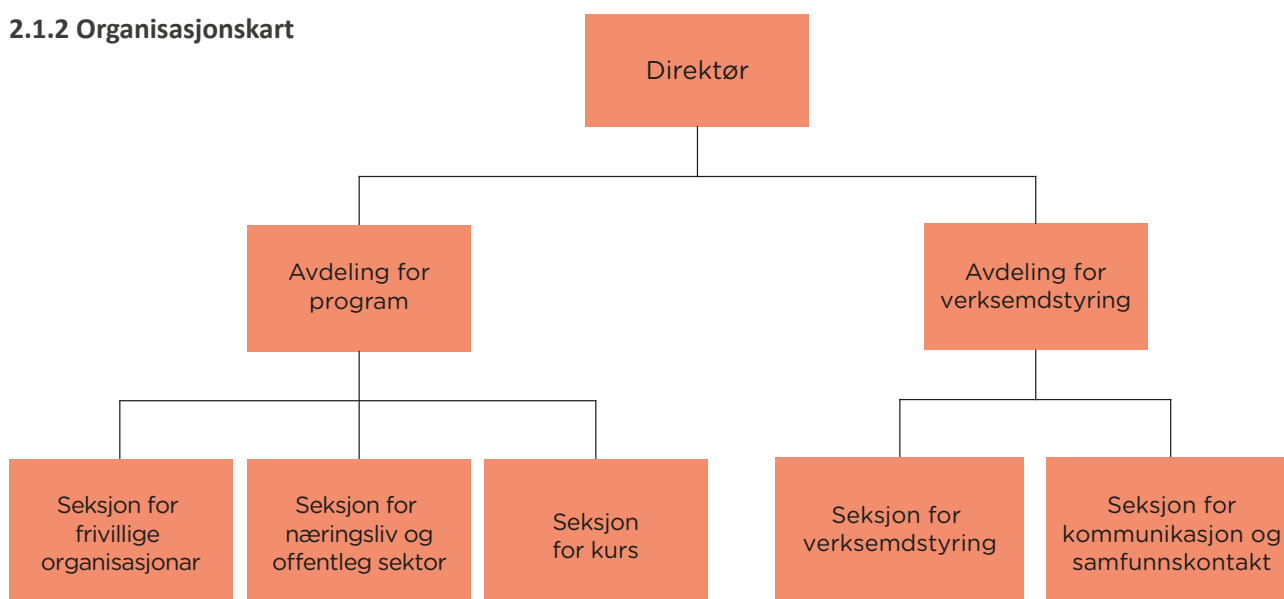 2.1.2 Organisasjonskart
Direktør
Avdeling for
program
Avdeling for
verksemdstyring
Seksjon for
frivillige
organisasjonar
Seksjon for
næringsliv og
offentleg sektor
Seksjon
for kurs
Seksjon for
verksemdstyring
Seksjon for
kommunikasjon og
samfunnskontakt